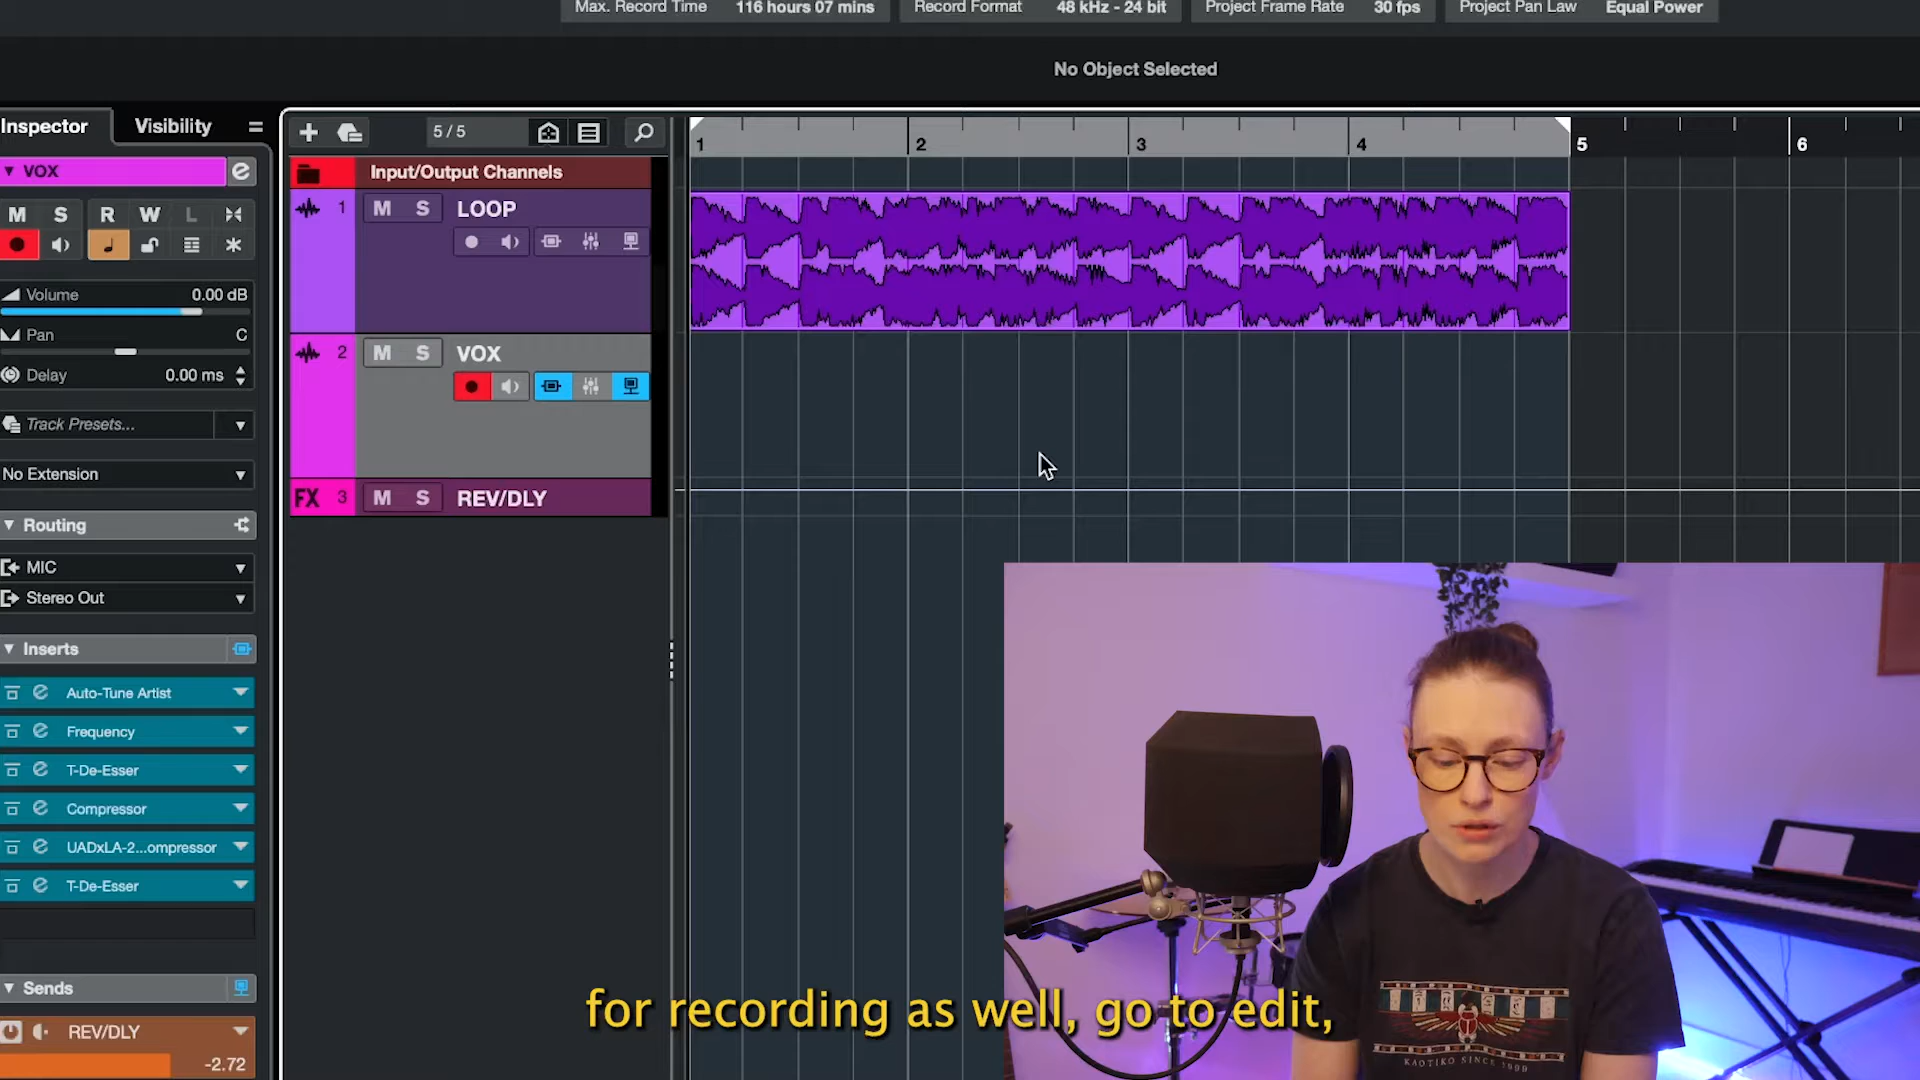 Max. Record Time 116 hours 07 mins Record Format 48 kHz - 24 bit Project Frame Rate 30 fps Project Pan Law Equal Power
No Object Selected
Inspector Visibility
VOX
M S R W L
Volume 0.00 dB
Pan C
Delay 0.00 ms
Track Presets...
No Extension
Routing
MIC
Stereo Out
Inserts
Auto-Tune Artist
Frequency
T-De-Esser
Compressor
UADxLA-2...ompressor
T-De-Esser
Sends
REV/DLY
-2.72
5 / 5
Input/Output Channels
1 M S LOOP
2 M S VOX
FX 3 M S REV/DLY
1 2 3 4 5 6
for recording as well, go to edit,
KAOTIKO SINCE 1999